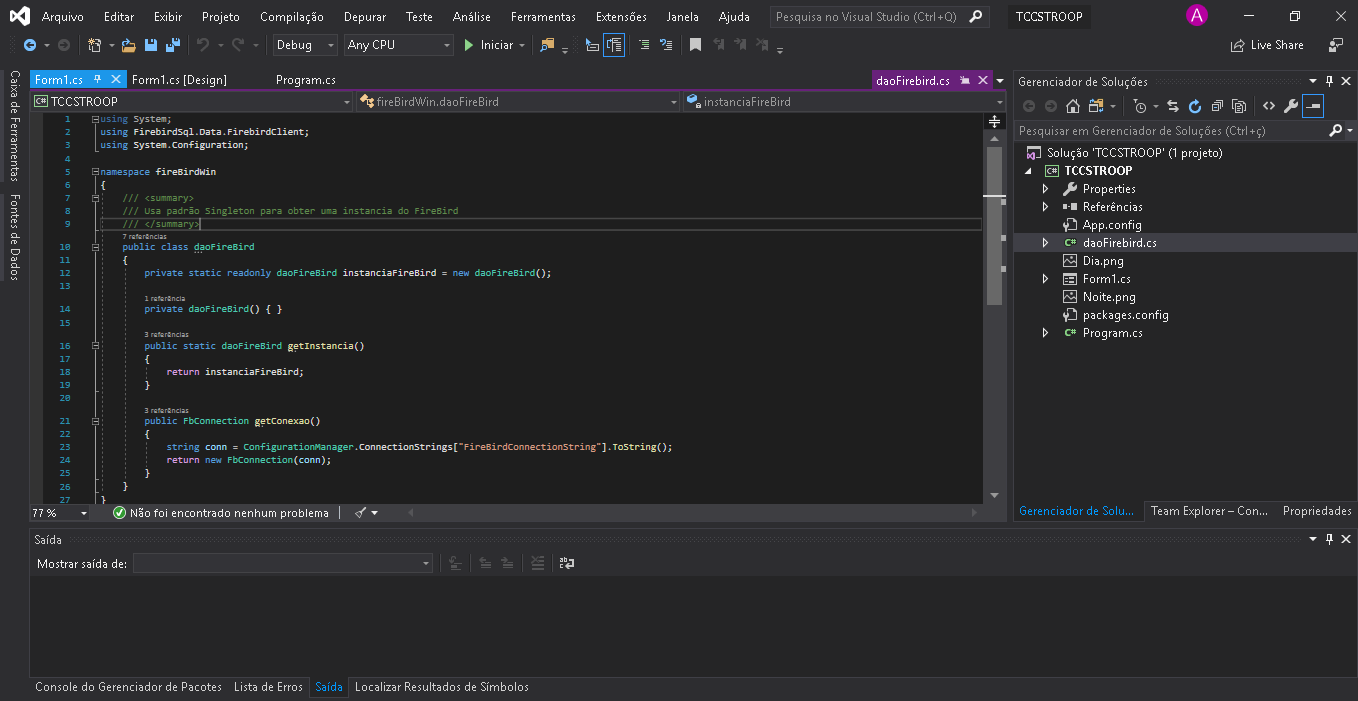 Arquivo Editar Exibir Projeto Compilação Depurar Teste Análise Ferramentas Extensões Janela Ajuda Pesquisa no Visual Studio (Ctrl+Q) TCCSTROOP A
Debug Any CPU Iniciar Live Share
Caixa de Ferramentas
Fontes de Dados
Form1.cs Form1.cs [Design] Program.cs daoFirebird.cs
TCCSTROOP fireBirdWin.daoFireBird instanciaFireBird
1 using System;
2 using FirebirdSql.Data.FirebirdClient;
3 using System.Configuration;
4
5 namespace fireBirdWin
6 {
7 /// <summary>
8 /// Usa padrão Singleton para obter uma instancia do FireBird
9 /// </summary>
7 referências
10 public class daoFireBird
11 {
12 private static readonly daoFireBird instanciaFireBird = new daoFireBird();
13
1 referência
14 private daoFireBird() { }
15
3 referências
16 public static daoFireBird getInstancia()
17 {
18 return instanciaFireBird;
19 }
20
3 referências
21 public FbConnection getConexao()
22 {
23 string conn = ConfigurationManager.ConnectionStrings["FireBirdConnectionString"].ToString();
24 return new FbConnection(conn);
25 }
26 }
27 }
77 % Não foi encontrado nenhum problema
Gerenciador de Soluções
Pesquisar em Gerenciador de Soluções (Ctrl+ç)
Solução 'TCCSTROOP' (1 projeto)
C# TCCSTROOP
Properties
Referências
App.config
C# daoFirebird.cs
Dia.png
Form1.cs
Noite.png
packages.config
C# Program.cs
Gerenciador de Solu... Team Explorer – Con... Propriedades
Saída
Mostrar saída de:
Console do Gerenciador de Pacotes Lista de Erros Saída Localizar Resultados de Símbolos